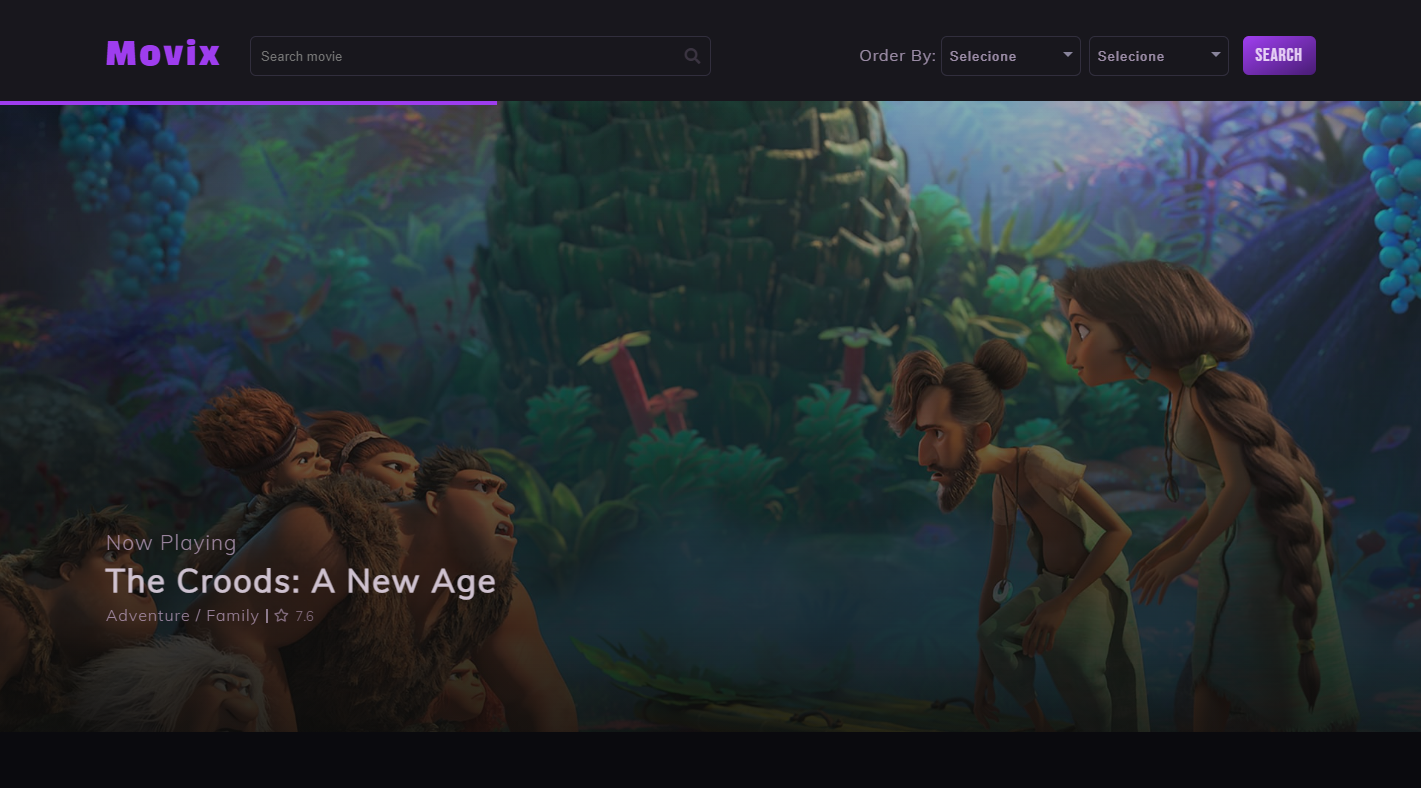 Movix
Search movie
Order By: Selecione Selecione SEARCH
Now Playing
The Croods: A New Age
Adventure / Family | 7.6